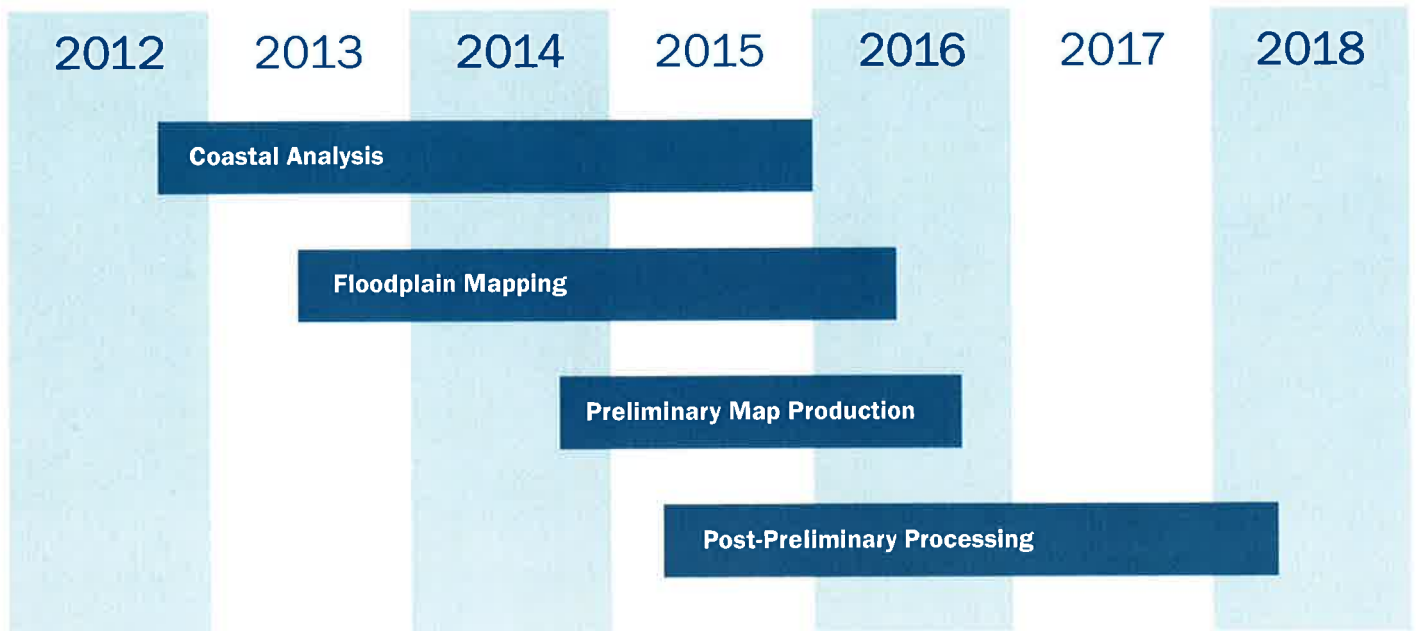 2012 2013 2014 2015 2016 2017 2018
Coastal Analysis
Floodplain Mapping
Preliminary Map Production
Post-Preliminary Processing